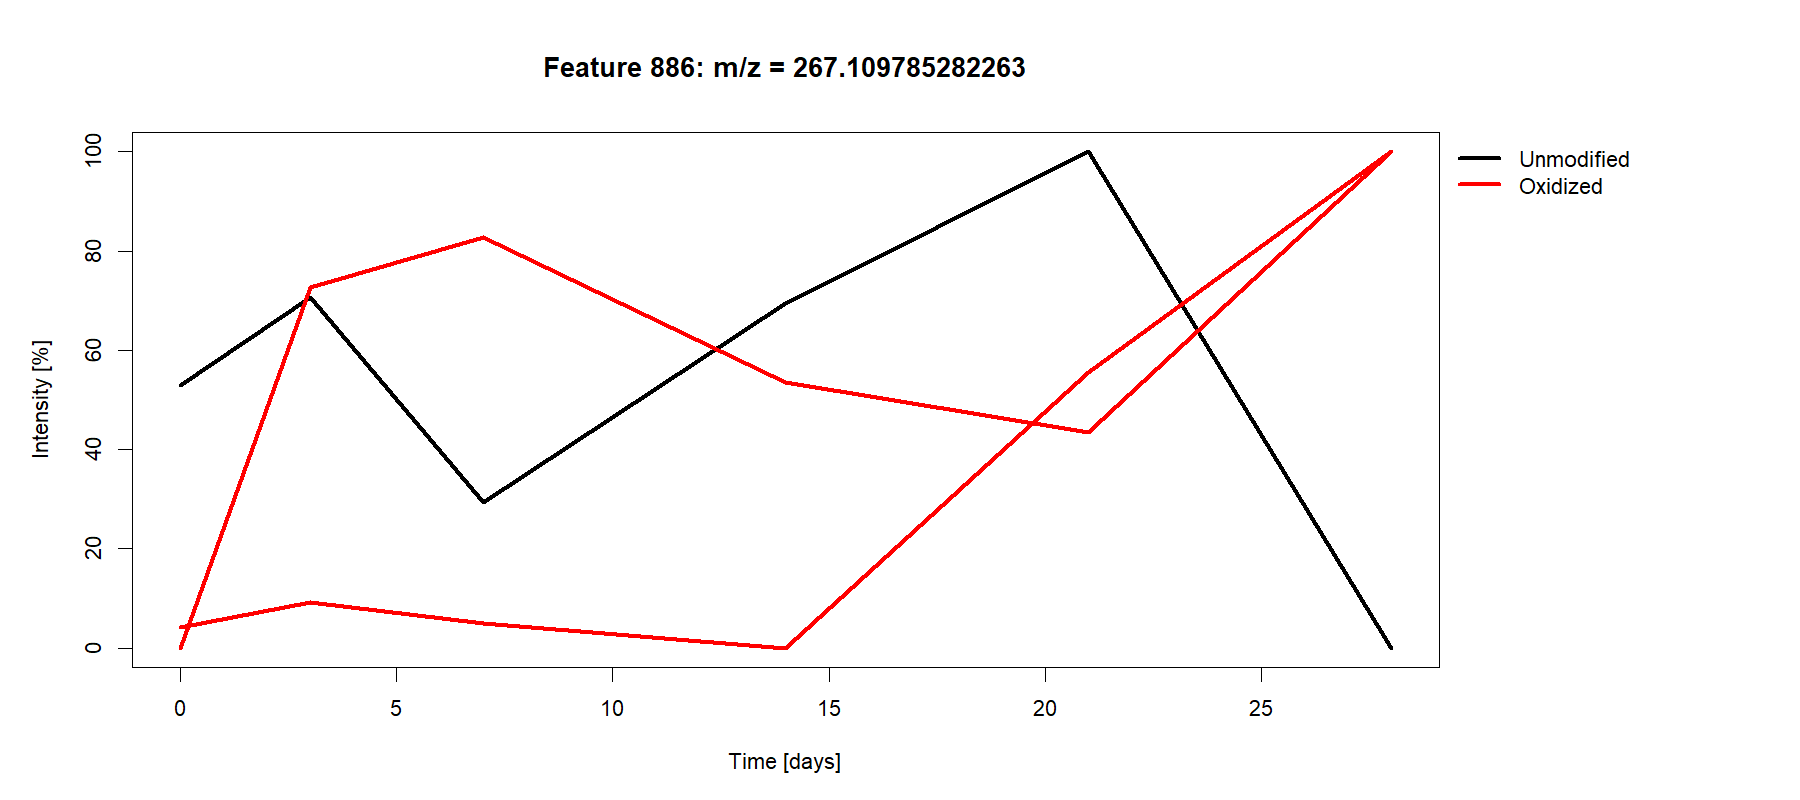 Feature 886: m/z = 267.109785282263
100
80
60
40
20
0
Intensity [%]
0 5 10 15 20 25
Time [days]
Unmodified
Oxidized